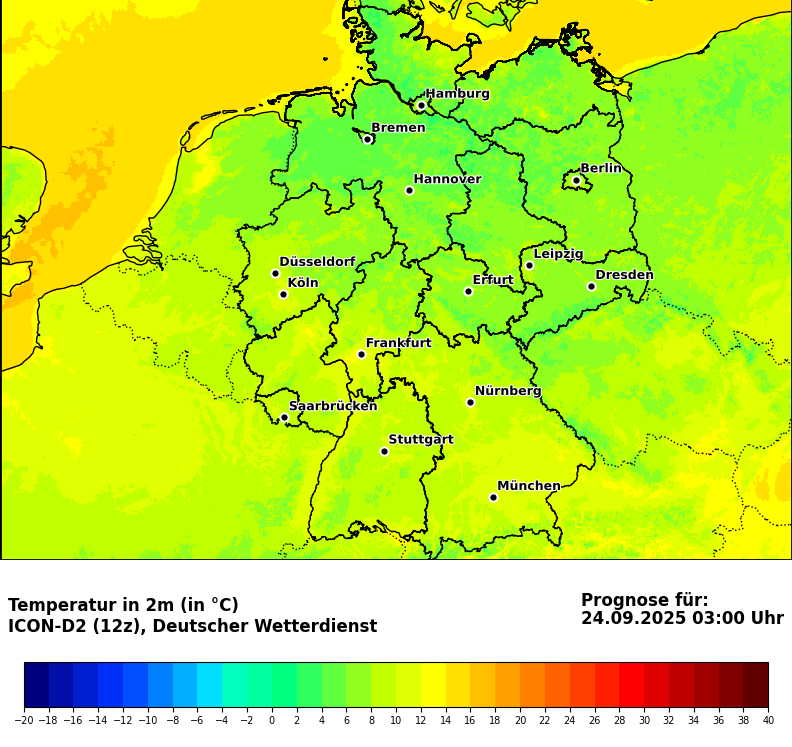 Hamburg
Bremen
Berlin
Hannover
Leipzig
Düsseldorf
Dresden
Erfurt
Köln
Frankfurt
Nürnberg
Saarbrücken
Stuttgart
München
Temperatur in 2m (in °C)
ICON-D2 (12z), Deutscher Wetterdienst
Prognose für:
24.09.2025 03:00 Uhr
−20 −18 −16 −14 −12 −10 −8 −6 −4 −2 0 2 4 6 8 10 12 14 16 18 20 22 24 26 28 30 32 34 36 38 40